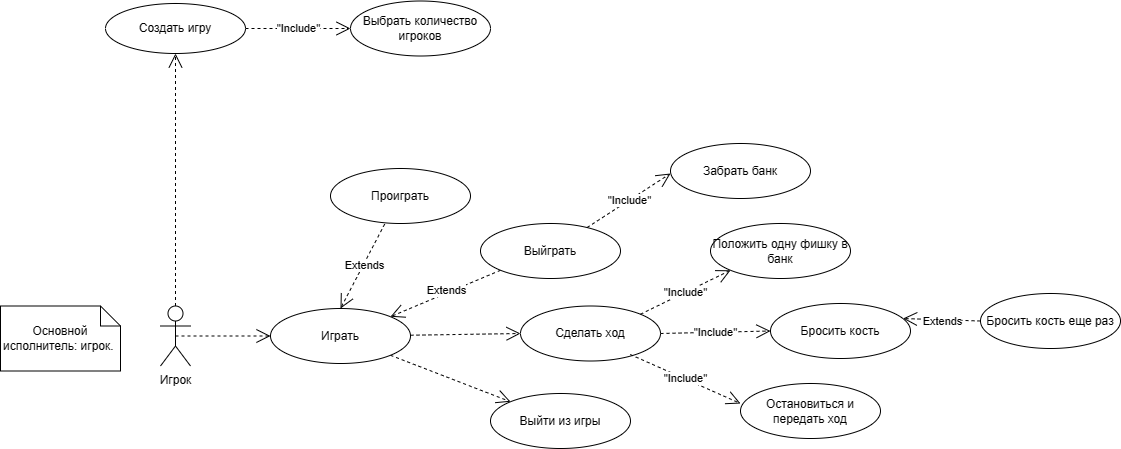 Создать игру
"Include"
Выбрать количество
игроков
Забрать банк
"Include"
Проиграть
Выйграть
Положить одну фишку в
банк
Extends
Extends
"Include"
Основной
исполнитель: игрок.
Игрок
Играть
Сделать ход
"Include"
Бросить кость
Extends
Бросить кость еще раз
"Include"
Остановиться и
передать ход
Выйти из игры